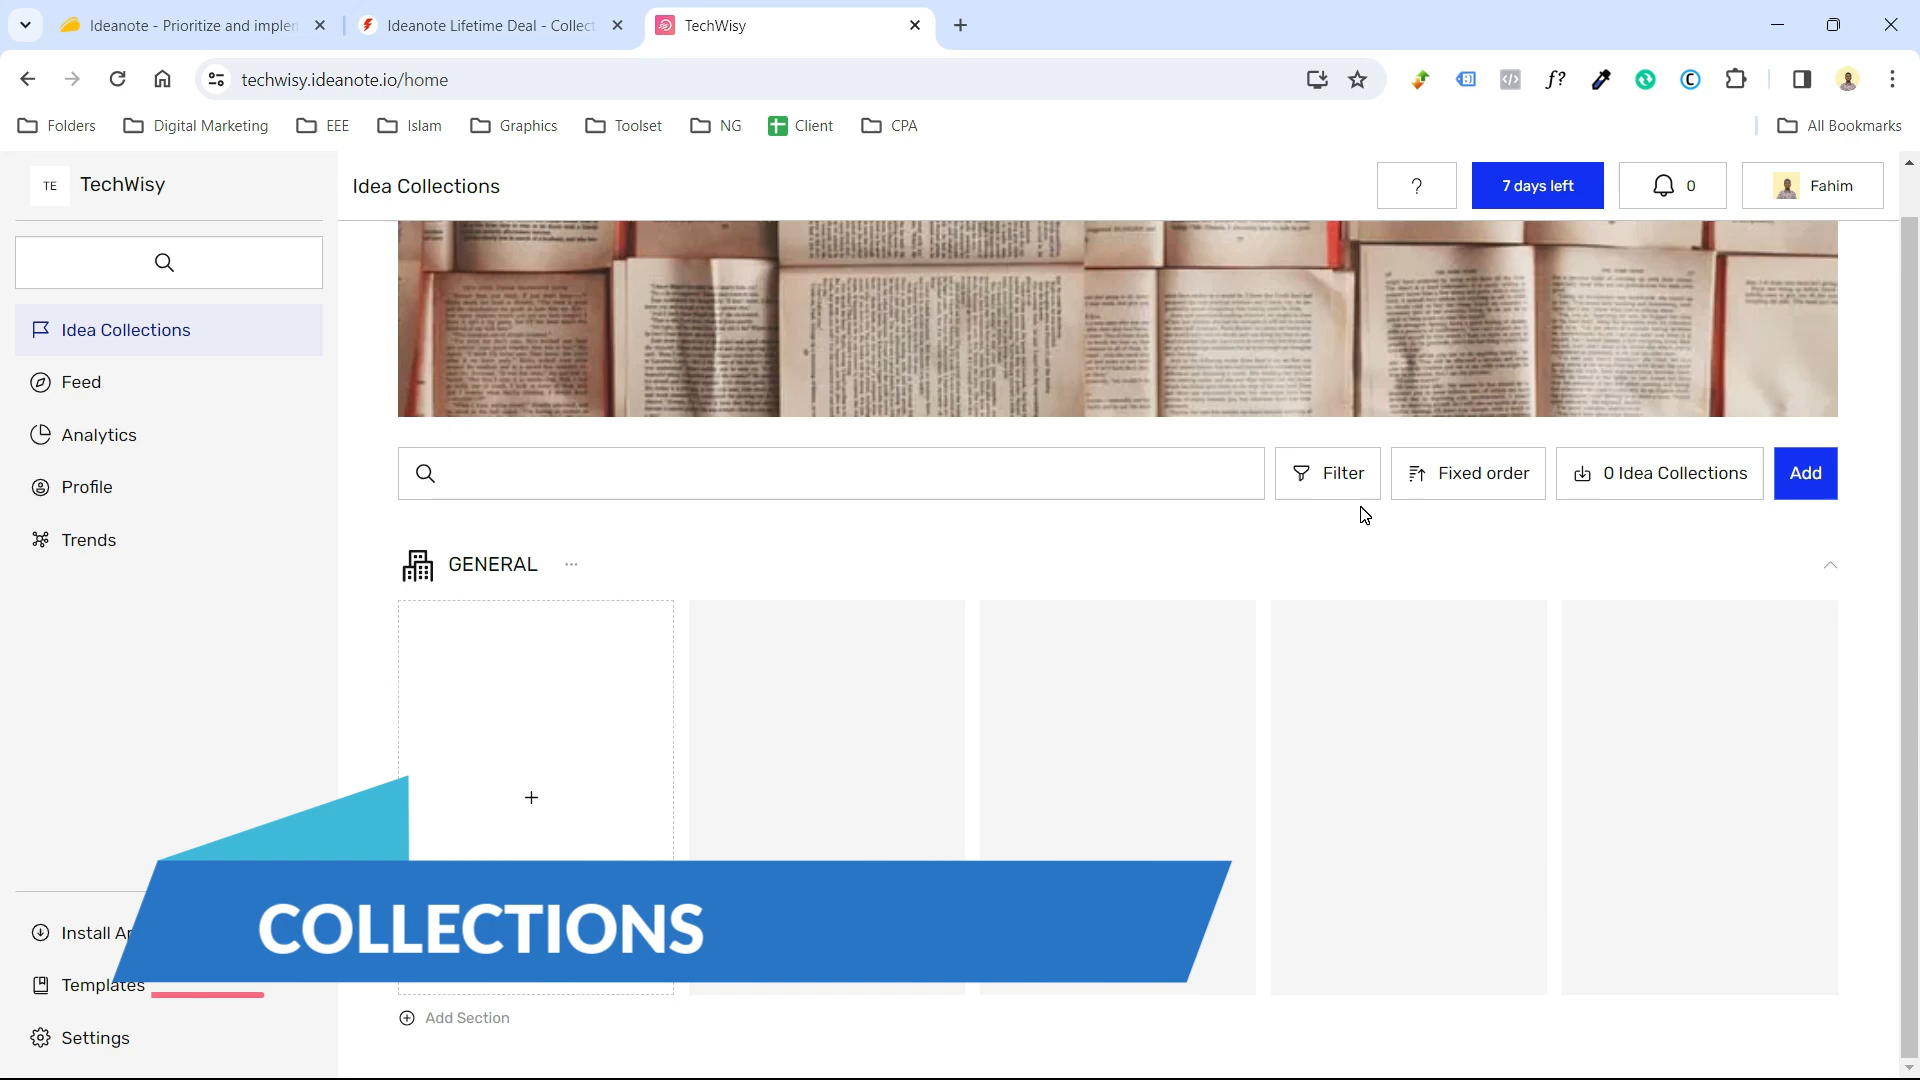 Ideanote - Prioritize and implen
Ideanote Lifetime Deal - Collect
TechWisy
techwisy.ideanote.io/home
f?
C
Folders
Digital Marketing
EEE
Islam
Graphics
Toolset
NG
Client
CPA
All Bookmarks
TE TechWisy
Idea Collections
?
7 days left
0
Fahim
Idea Collections
Feed
Analytics
Profile
Trends
Filter
Fixed order
0 Idea Collections
Add
GENERAL ...
+
Install Ap
COLLECTIONS
Templates
Add Section
Settings